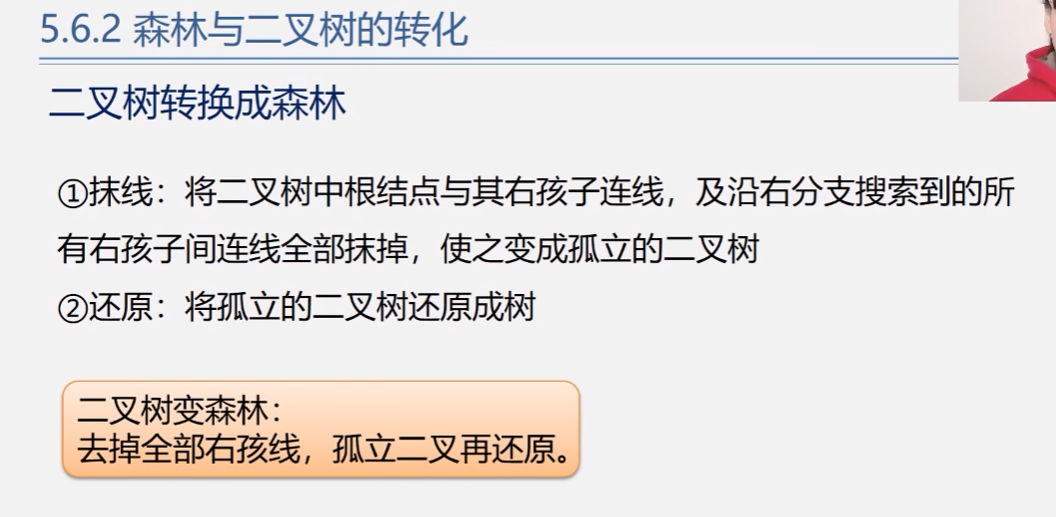 5.6.2 森林与二叉树的转化
二叉树转换成森林
①抹线：将二叉树中根结点与其右孩子连线，及沿右分支搜索到的所
有右孩子间连线全部抹掉，使之变成孤立的二叉树
②还原：将孤立的二叉树还原成树
二叉树变森林：
去掉全部右孩线，孤立二叉再还原。